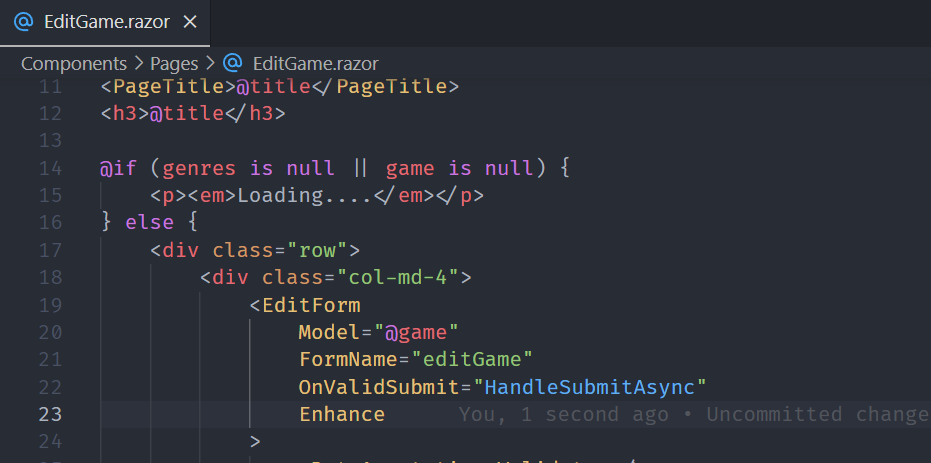 EditGame.razor
Components > Pages > EditGame.razor
11 <PageTitle>@title</PageTitle>
12 <h3>@title</h3>
13
14 @if (genres is null || game is null) {
15 <p><em>Loading....</em></p>
16 } else {
17 <div class="row">
18 <div class="col-md-4">
19 <EditForm
20 Model="@game"
21 FormName="editGame"
22 OnValidSubmit="HandleSubmitAsync"
23 Enhance You, 1 second ago • Uncommitted change
24 >